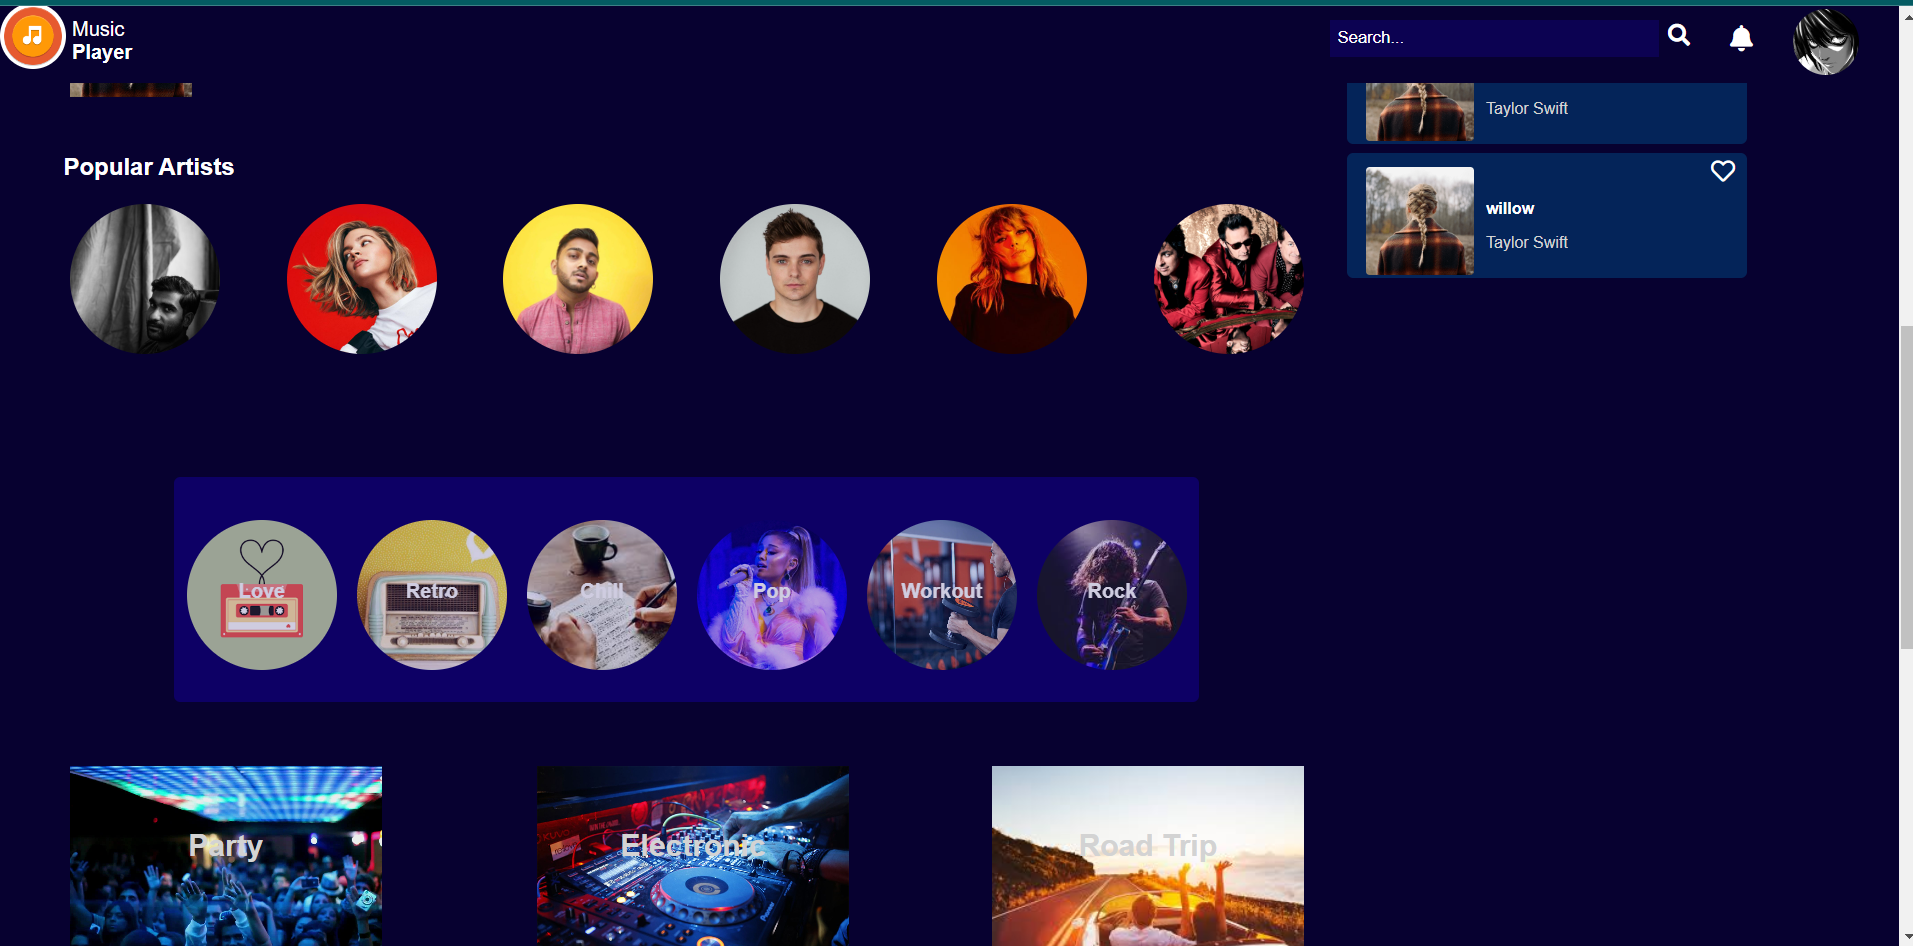 Music
Player
Search...
Taylor Swift
Popular Artists
willow
Taylor Swift
Love
Retro
Chill
Pop
Workout
Rock
Party
Electronic
Road Trip